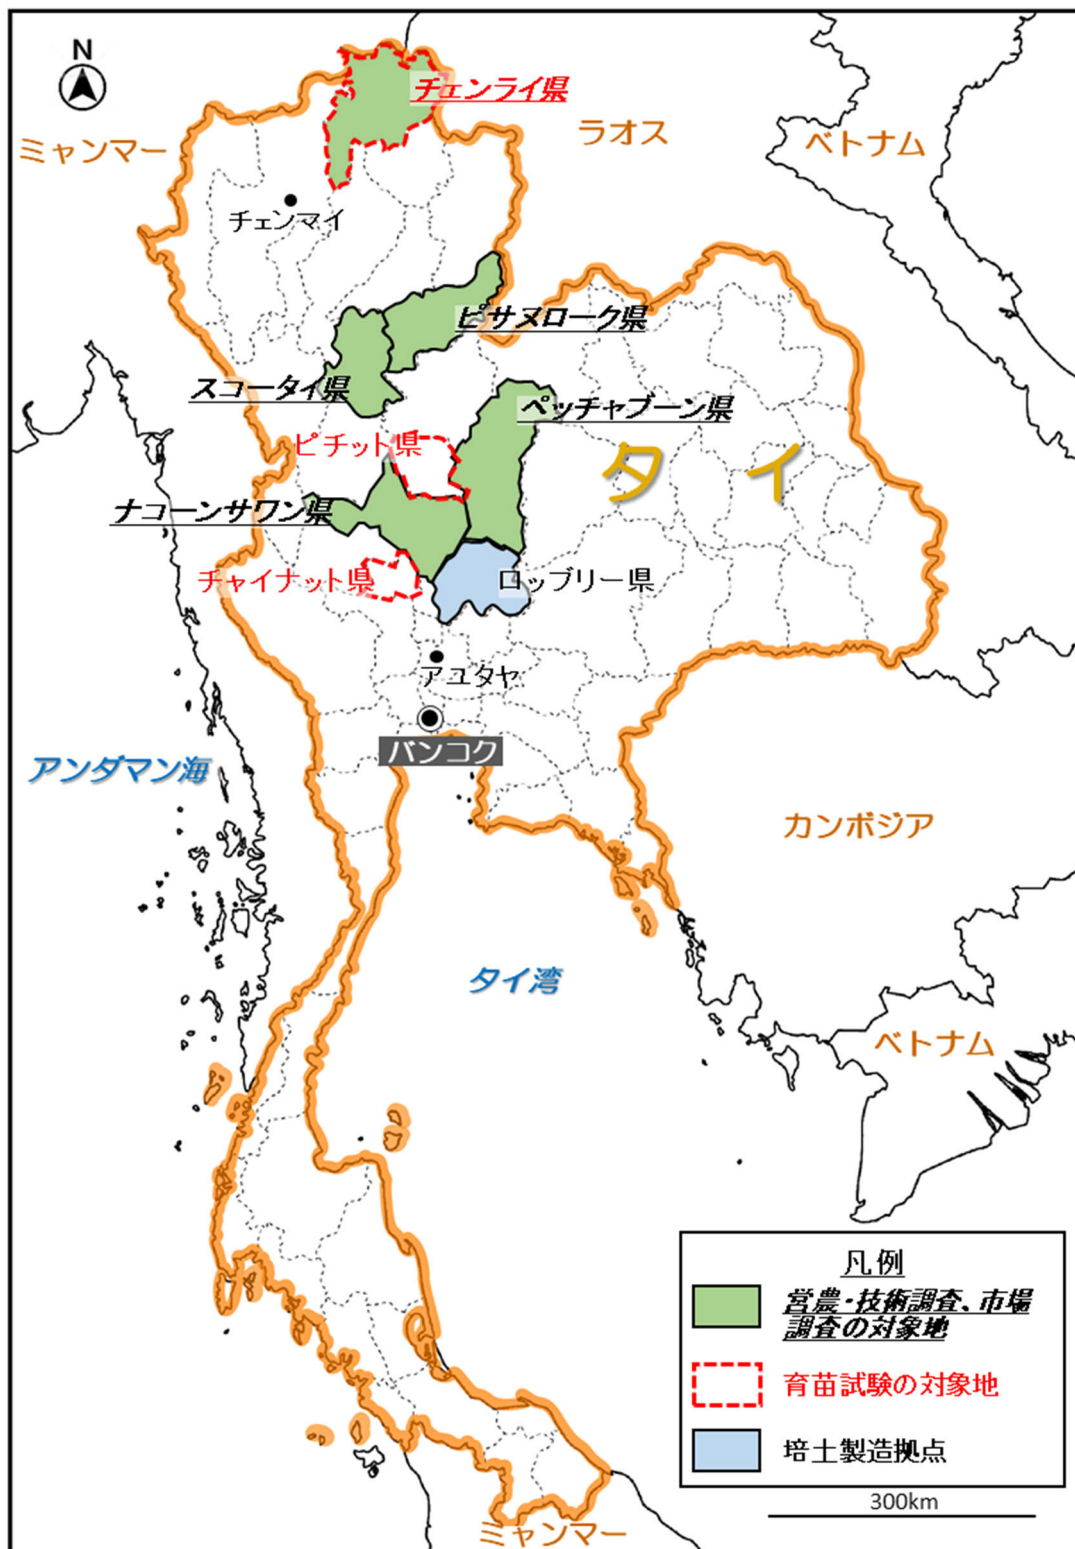 N
チェンライ県
ミャンマー
ラオス
ベトナム
チェンマイ
ピサヌローク県
スコータイ県
ペッチャブーン県
ピチット県
タイ
ナコーンサワン県
チャイナット県
ロッブリー県
アユタヤ
バンコク
アンダマン海
カンボジア
タイ湾
ベトナム
凡例
営農・技術調査、市場
調査の対象地
育苗試験の対象地
培土製造拠点
300km
ミャンマー